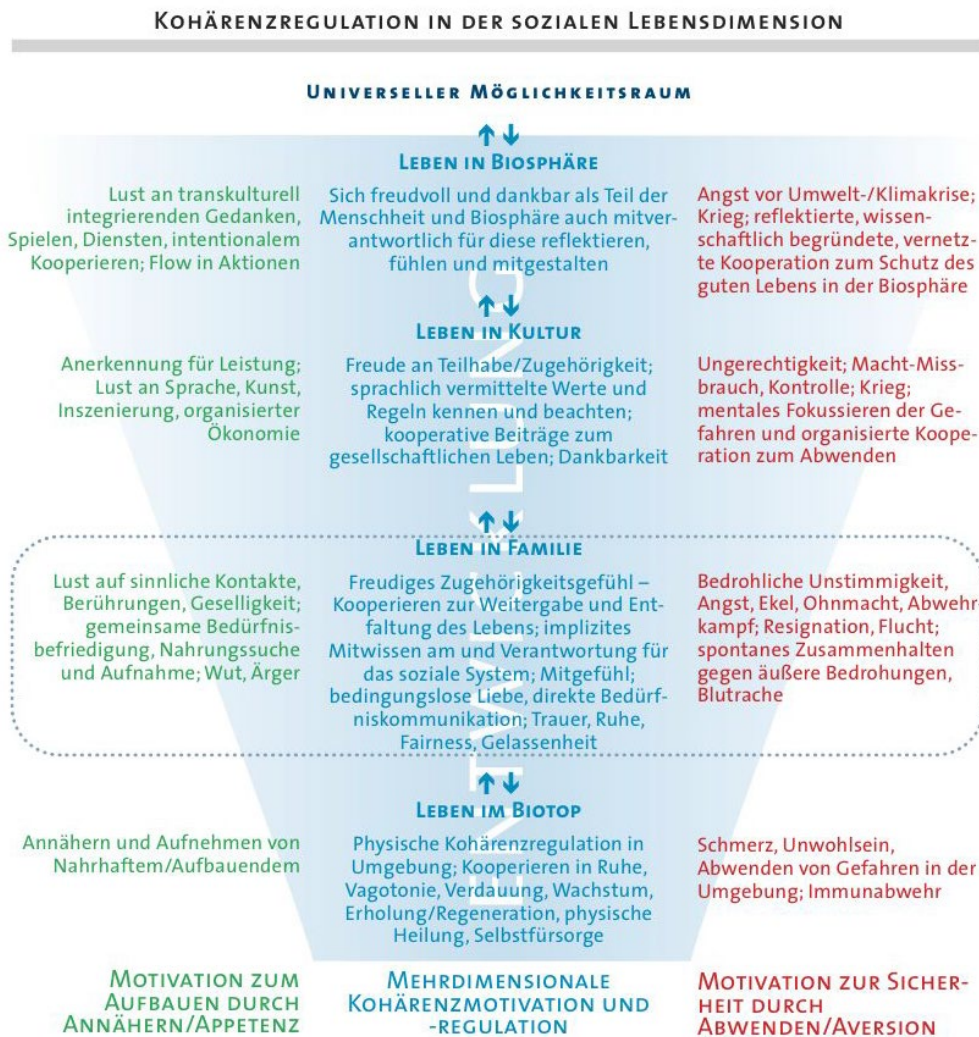 KOHÄRENZREGULATION IN DER SOZIALEN LEBENSDIMENSION
UNIVERSELLER MÖGLICHKEITSRAUM
LEBEN IN BIOSPHÄRE
Lust an transkulturell
integrierenden Gedanken,
Spielen, Diensten, intentionalem
Kooperieren; Flow in Aktionen
Sich freudvoll und dankbar als Teil der
Menschheit und Biosphäre auch mitver-
antwortlich für diese reflektieren,
fühlen und mitgestalten
Angst vor Umwelt-/Klimakrise;
Krieg; reflektierte, wissen-
schaftlich begründete, vernetz-
te Kooperation zum Schutz des
guten Lebens in der Biosphäre
LEBEN IN KULTUR
Anerkennung für Leistung;
Lust an Sprache, Kunst,
Inszenierung, organisierter
Ökonomie
Freude an Teilhabe/Zugehörigkeit;
sprachlich vermittelte Werte und
Regeln kennen und beachten;
kooperative Beiträge zum
gesellschaftlichen Leben; Dankbarkeit
Ungerechtigkeit; Macht-Miss-
brauch, Kontrolle; Krieg;
mentales Fokussieren der Ge-
fahren und organisierte Koope-
ration zum Abwenden
LEBEN IN FAMILIE
Lust auf sinnliche Kontakte,
Berührungen, Geselligkeit;
gemeinsame Bedürfnis-
befriedigung, Nahrungssuche
und Aufnahme; Wut, Ärger
Freudiges Zugehörigkeitsgefühl –
Kooperieren zur Weitergabe und Ent-
faltung des Lebens; implizites
Mitwissen am und Verantwortung für
das soziale System; Mitgefühl;
bedingungslose Liebe, direkte Bedürf-
niskommunikation; Trauer, Ruhe,
Fairness, Gelassenheit
Bedrohliche Unstimmigkeit,
Angst, Ekel, Ohnmacht, Abwehr-
kampf; Resignation, Flucht;
spontanes Zusammenhalten
gegen äußere Bedrohungen,
Blutrache
LEBEN IM BIOTOP
Annähern und Aufnehmen von
Nahrhaftem/Aufbauendem
Physische Kohärenzregulation in
Umgebung; Kooperieren in Ruhe,
Vagotonie, Verdauung, Wachstum,
Erholung/Regeneration, physische
Heilung, Selbstfürsorge
Schmerz, Unwohlsein,
Abwenden von Gefahren in der
Umgebung; Immunabwehr
ENTWICKLUNG
MOTIVATION ZUM
AUFBAUEN DURCH
ANNÄHERN/APPETENZ
MEHRDIMENSIONALE
KOHÄRENZMOTIVATION UND
-REGULATION
MOTIVATION ZUR SICHER-
HEIT DURCH
ABWENDEN/AVERSION